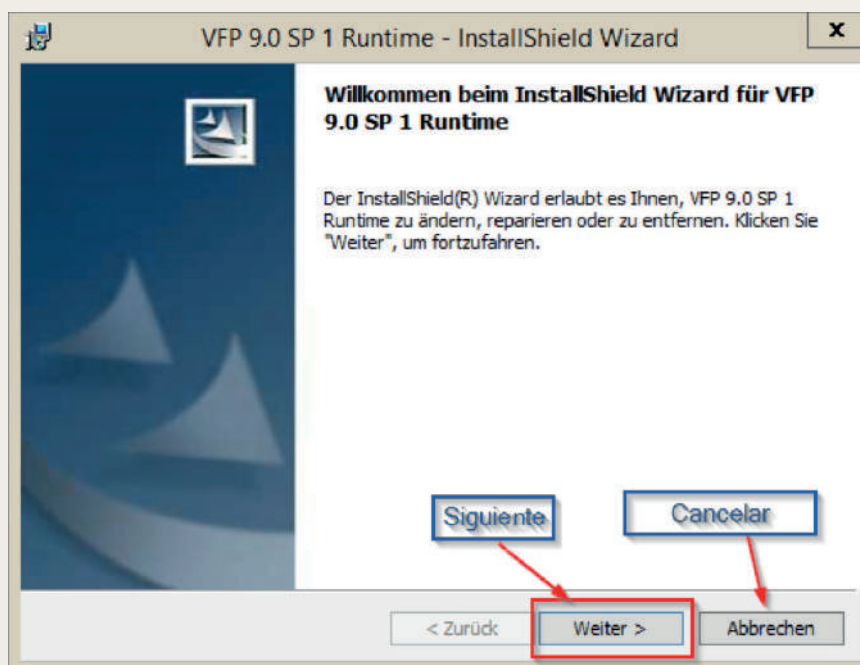 VFP 9.0 SP 1 Runtime - InstallShield Wizard
x
Willkommen beim InstallShield Wizard für VFP
9.0 SP 1 Runtime
Der InstallShield(R) Wizard erlaubt es Ihnen, VFP 9.0 SP 1
Runtime zu ändern, reparieren oder zu entfernen. Klicken Sie
"Weiter", um fortzufahren.
Siguiente
Cancelar
< Zurück
Weiter >
Abbrechen